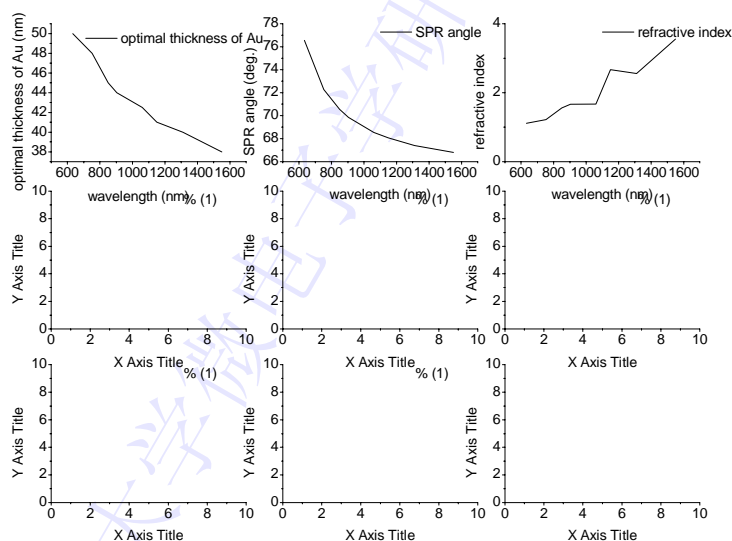 optimal thickness of Au (nm)
50
48
46
44
42
40
38
600 800 1000 1200 1400 1600
wavelength (nm)
optimal thickness of Au
SPR angle (deg.)
78
76
74
72
70
68
66
600 800 1000 1200 1400 1600
wavelength (nm)
SPR angle
refractive index
4
2
0
600 800 1000 1200 1400 1600
wavelength (nm)
refractive index
% (1)
Y Axis Title
10
8
6
4
2
0
0 2 4 6 8 10
X Axis Title
% (1)
Y Axis Title
10
8
6
4
2
0
0 2 4 6 8 10
X Axis Title
% (1)
Y Axis Title
10
8
6
4
2
0
0 2 4 6 8 10
X Axis Title
% (1)
Y Axis Title
10
8
6
4
2
0
0 2 4 6 8 10
X Axis Title
% (1)
Y Axis Title
10
8
6
4
2
0
0 2 4 6 8 10
X Axis Title
Y Axis Title
10
8
6
4
2
0
0 2 4 6 8 10
X Axis Title
大学微电子学研